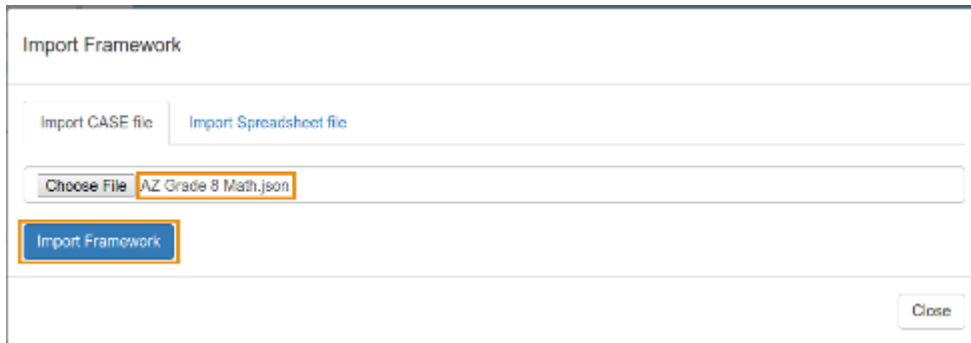 Import Framework
Import CASE file Import Spreadsheet file
Choose File AZ Grade 8 Math.json
Import Framework
Close